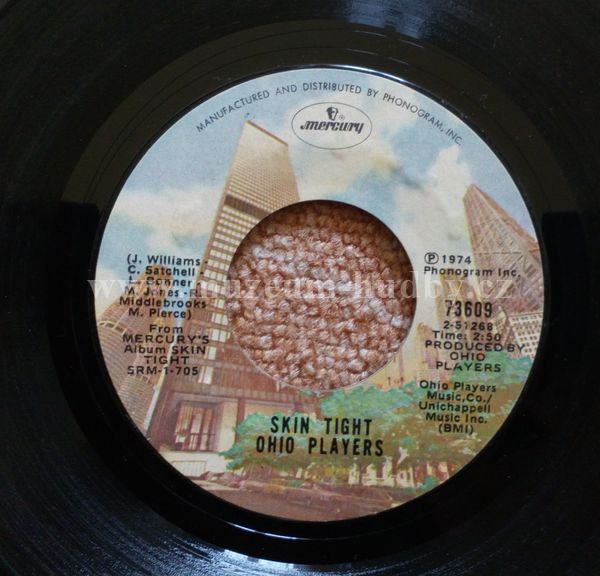 MANUFACTURED AND DISTRIBUTED BY PHONOGRAM, INC.
mercury
(J. Williams -
C. Satchell -
L. Bonner -
M. Jones - R.
Middlebrooks
M. Pierce)
From
MERCURY'S
Album SKIN
TIGHT
SRM-1-705
℗ 1974
Phonogram Inc.
73609
2-51268
Time: 2:50
PRODUCED BY
OHIO
PLAYERS
Ohio Players
Music,Co./
Unichappell
Music Inc.
(BMI)
SKIN TIGHT
OHIO PLAYERS
www.muzeum-hudby.cz